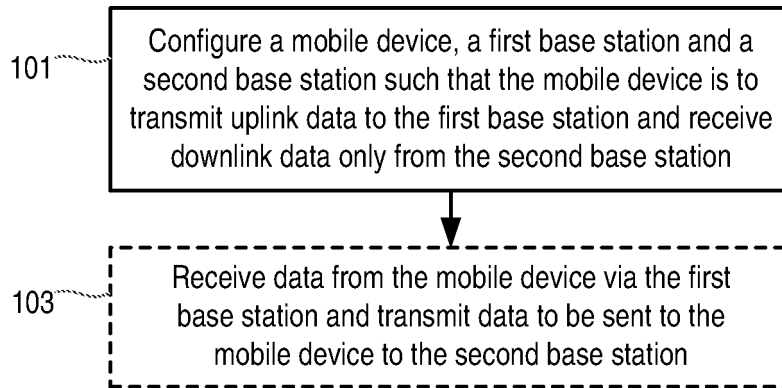 101
Configure a mobile device, a first base station and a
second base station such that the mobile device is to
transmit uplink data to the first base station and receive
downlink data only from the second base station
103
Receive data from the mobile device via the first
base station and transmit data to be sent to the
mobile device to the second base station